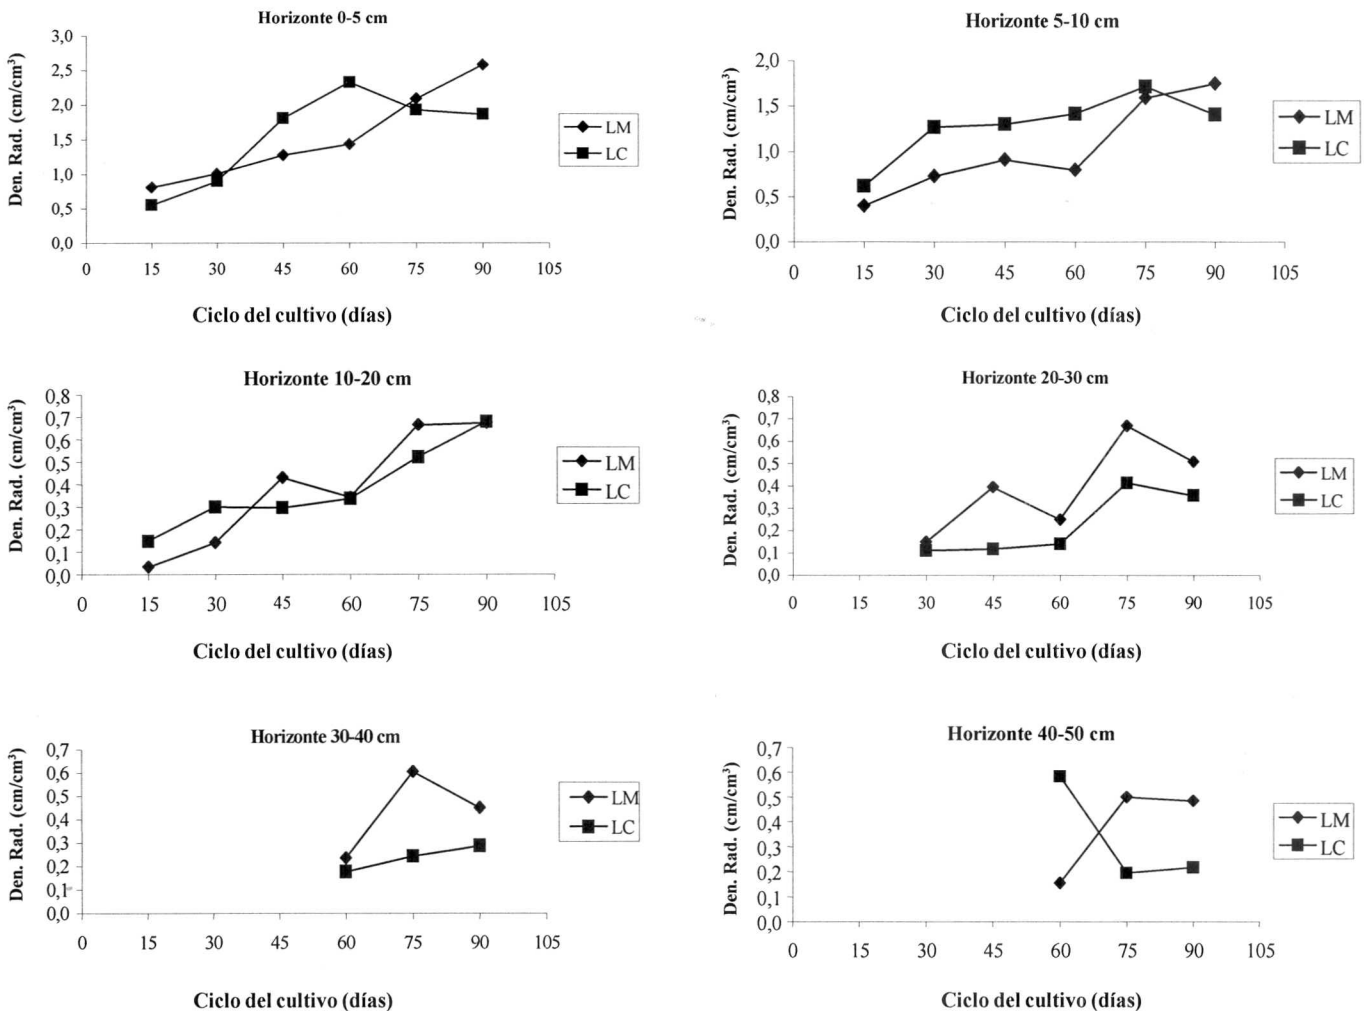 Horizonte 0-5 cm
Den. Rad. (cm/cm³)
3,0
2,5
2,0
1,5
1,0
0,5
0,0
0 15 30 45 60 75 90 105
Ciclo del cultivo (días)
LM
LC
Horizonte 5-10 cm
Den. Rad. (cm/cm³)
2,0
1,5
1,0
0,5
0,0
0 15 30 45 60 75 90 105
Ciclo del cultivo (días)
LM
LC
Horizonte 10-20 cm
Den. Rad. (cm/cm³)
0,8
0,7
0,6
0,5
0,4
0,3
0,2
0,1
0,0
0 15 30 45 60 75 90 105
Ciclo del cultivo (días)
LM
LC
Horizonte 20-30 cm
Den. Rad. (cm/cm³)
0,8
0,7
0,6
0,5
0,4
0,3
0,2
0,1
0,0
0 15 30 45 60 75 90 105
Ciclo del cultivo (días)
LM
LC
Horizonte 30-40 cm
Den. Rad. (cm/cm³)
0,7
0,6
0,5
0,4
0,3
0,2
0,1
0,0
0 15 30 45 60 75 90 105
Ciclo del cultivo (días)
LM
LC
Horizonte 40-50 cm
Den. Rad. (cm/cm³)
0,7
0,6
0,5
0,4
0,3
0,2
0,1
0,0
0 15 30 45 60 75 90 105
Ciclo del cultivo (días)
LM
LC